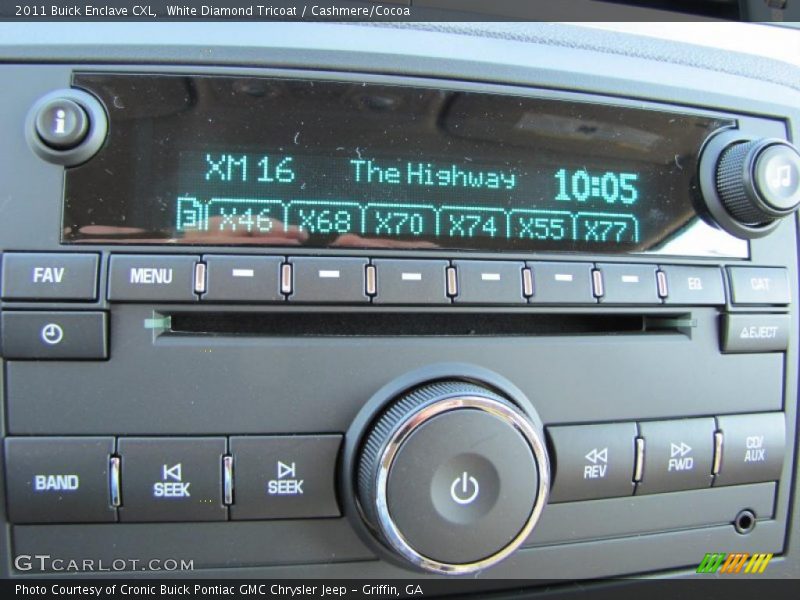 2011 Buick Enclave CXL,  White Diamond Tricoat / Cashmere/Cocoa
i
XM 16 The Highway 10:05
3 X46 X68 X70 X74 X55 X77
FAV MENU EQ CAT
EJECT
BAND SEEK SEEK REV FWD CD/
AUX
GTCARLOT.COM
Photo Courtesy of Cronic Buick Pontiac GMC Chrysler Jeep – Griffin, GA